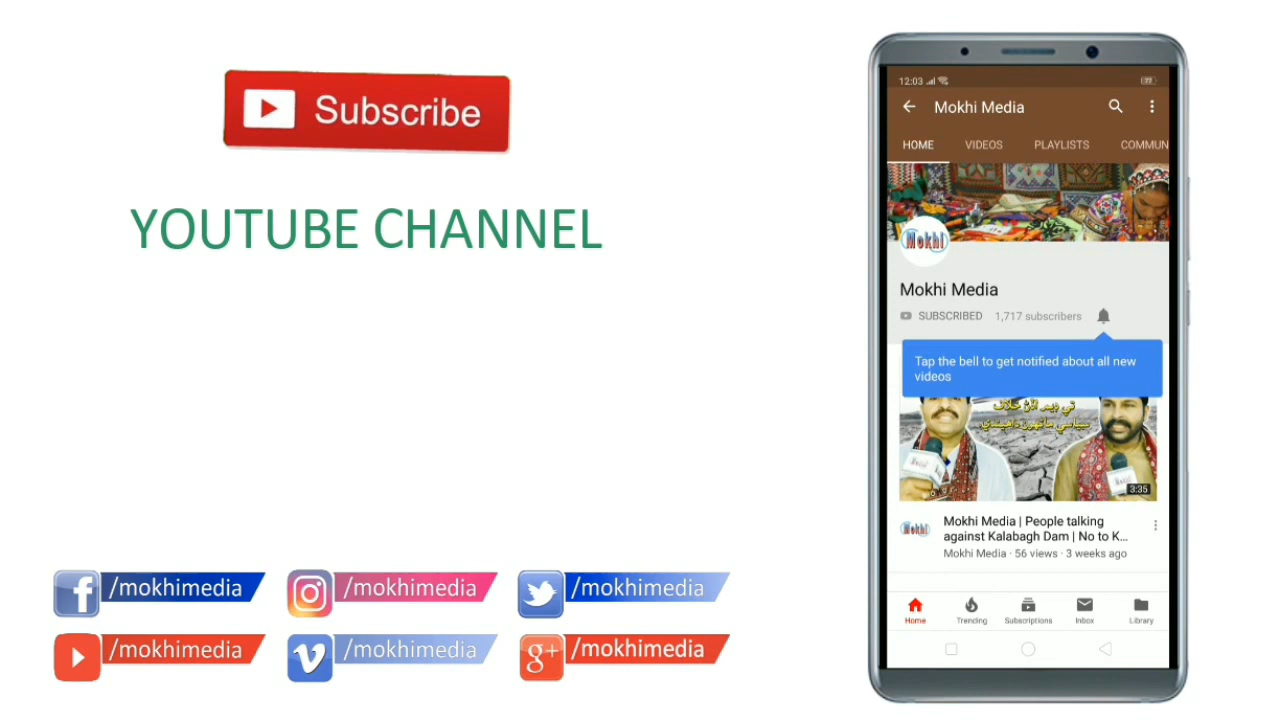 Subscribe
YOUTUBE CHANNEL
/mokhimedia
/mokhimedia
/mokhimedia
/mokhimedia
/mokhimedia
/mokhimedia
12:03
Mokhi Media
HOME VIDEOS PLAYLISTS COMMUN
Mokhi
Mokhi Media
SUBSCRIBED 1,717 subscribers
Tap the bell to get notified about all new
videos
3:35
Mokhi
Mokhi Media | People talking
against Kalabagh Dam | No to K...
Mokhi Media · 56 views · 3 weeks ago
Home Trending Subscriptions Inbox Library